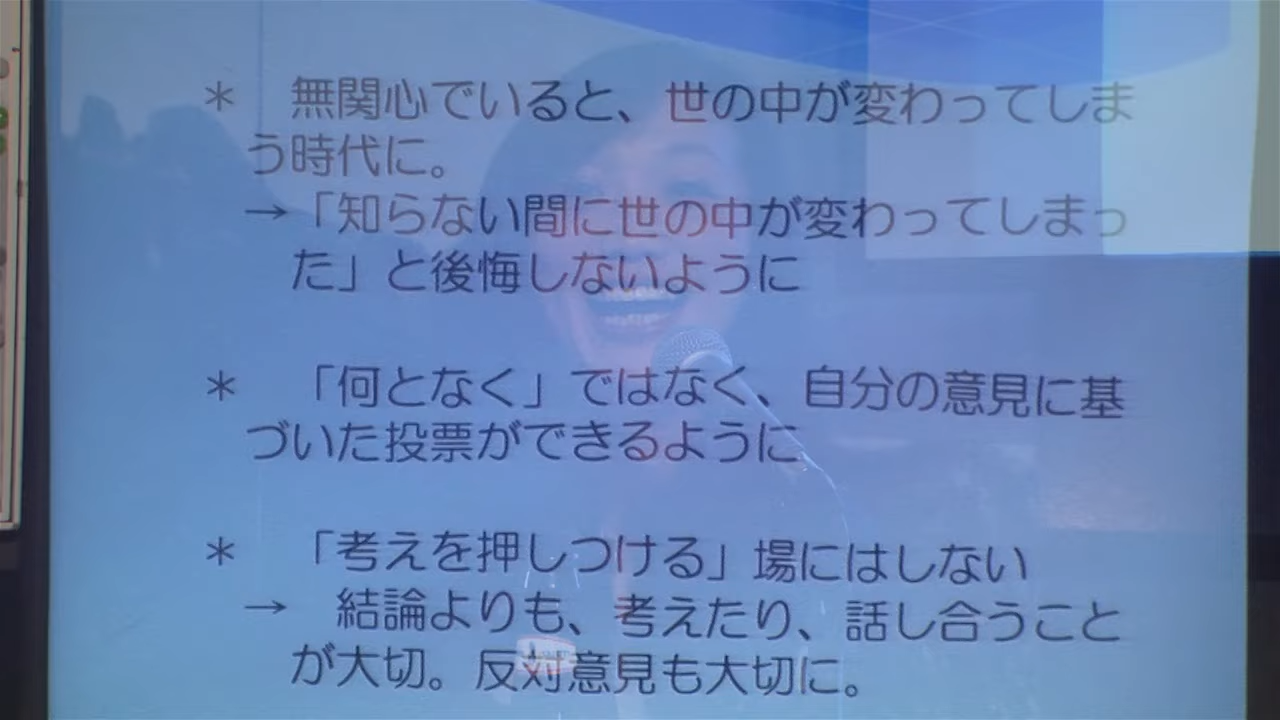 ＊　無関心でいると、世の中が変わってしま
う時代に。
→「知らない間に世の中が変わってしまっ
た」と後悔しないように
＊　「何となく」ではなく、自分の意見に基
づいた投票ができるように
＊　「考えを押しつける」場にはしない
→　結論よりも、考えたり、話し合うこと
が大切。反対意見も大切に。